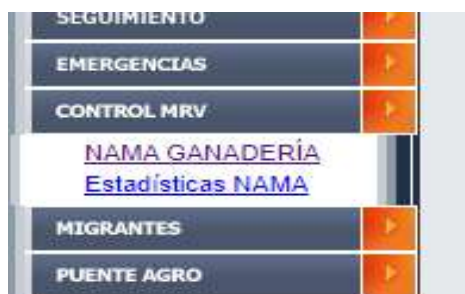 SEGUIMIENTO
EMERGENCIAS
CONTROL MRV
NAMA GANADERÍA
Estadísticas NAMA
MIGRANTES
PUENTE AGRO